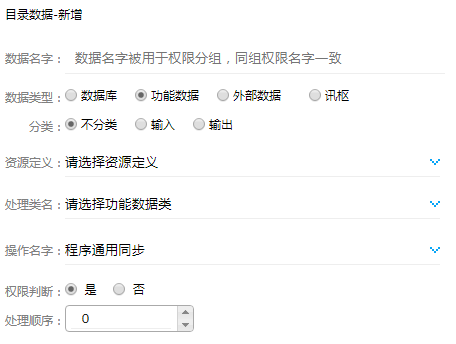 目录数据-新增
数据名字： 数据名字被用于权限分组，同组权限名字一致
数据类型： 数据库 功能数据 外部数据 讯枢
分类： 不分类 输入 输出
资源定义： 请选择资源定义
处理类名： 请选择功能数据类
操作名字： 程序通用同步
权限判断： 是 否
处理顺序： 0